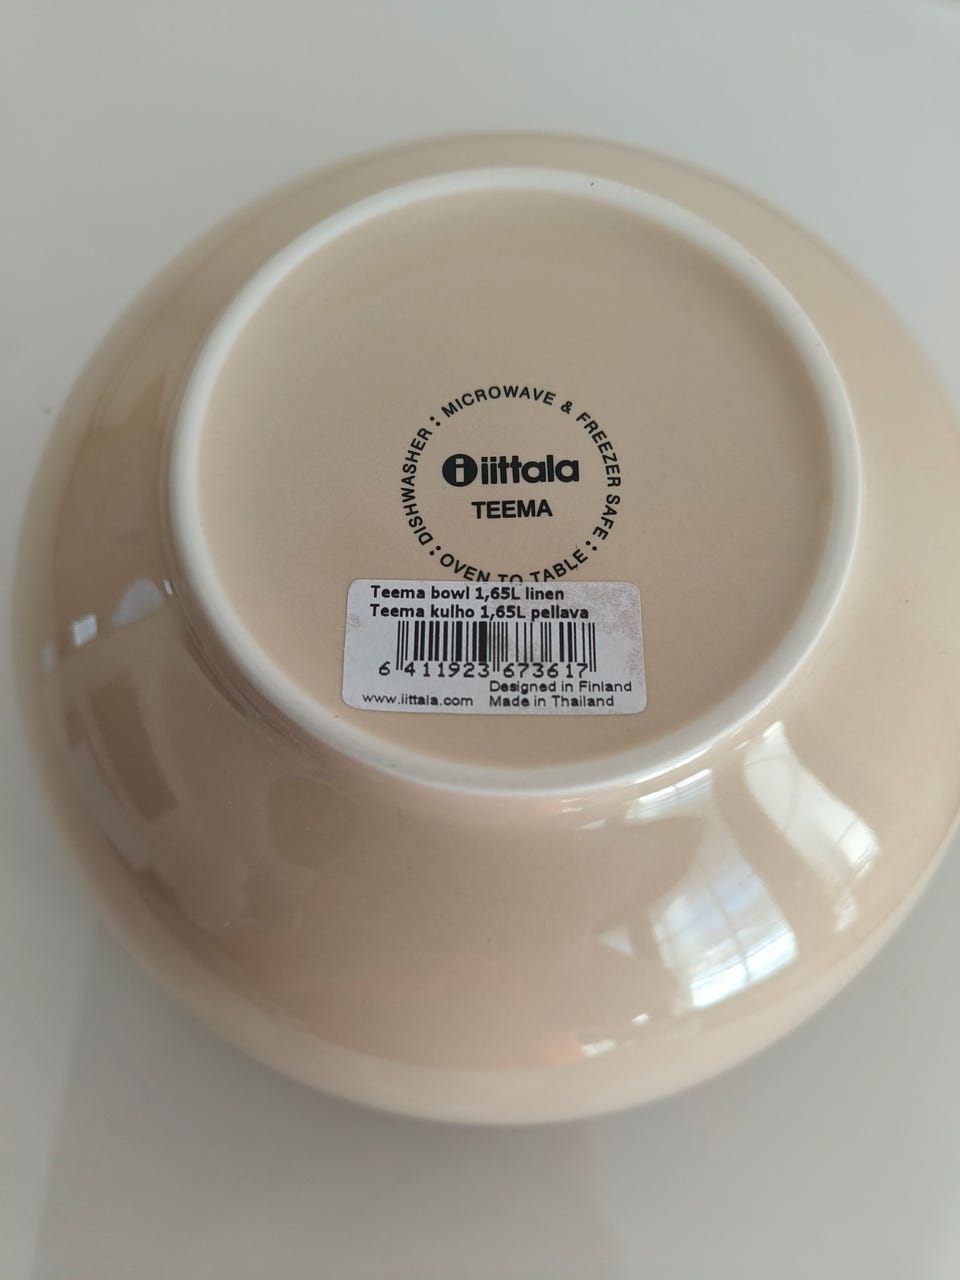 DISHWASHER : MICROWAVE & FREEZER SAFE :
iittala
TEEMA
: OVEN TO TABLE
Teema bowl 1,65L linen
Teema kulho 1,65L pellava
6 411923 673617
Designed in Finland
www.iittala.com Made in Thailand